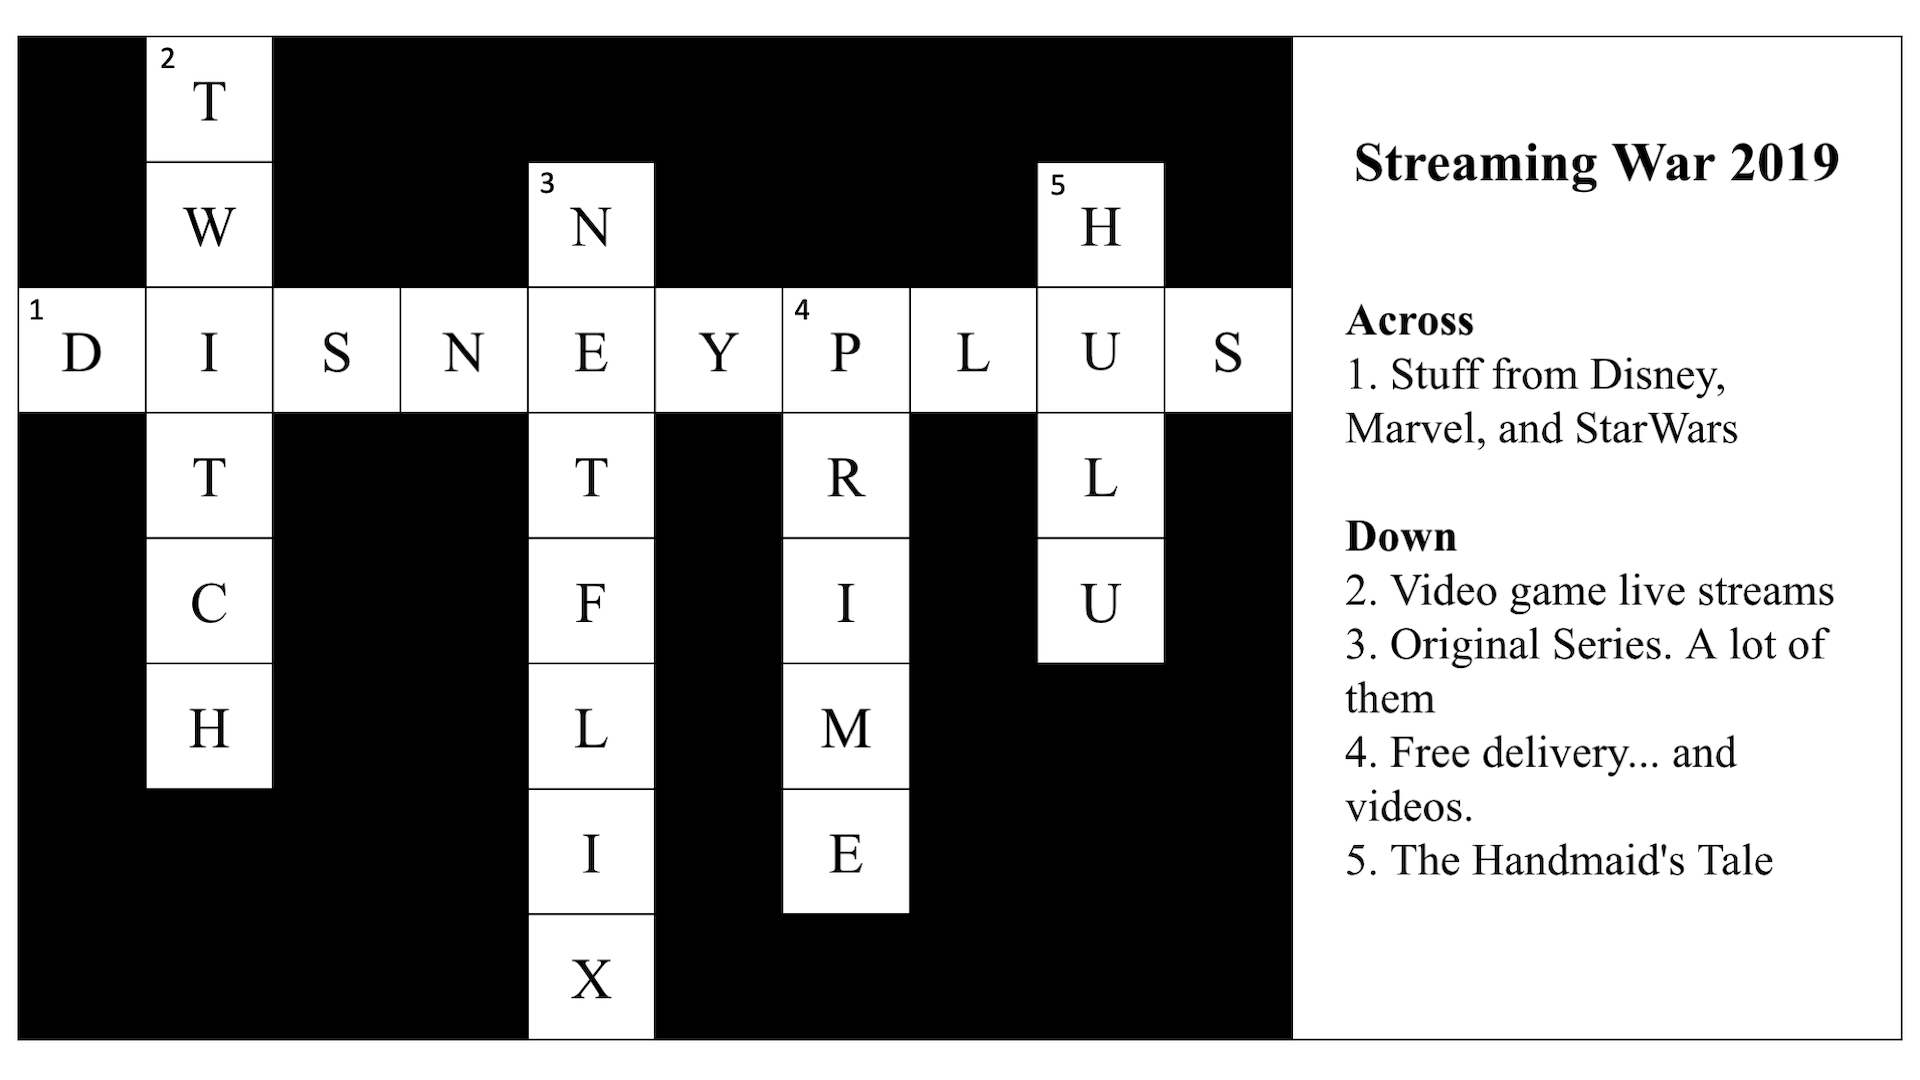 2
T
W 3 N 5 H
1 D I S N E Y 4 P L U S
T T R L
C F I U
H L M
I E
X
Streaming War 2019
Across
1. Stuff from Disney,
Marvel, and StarWars
Down
2. Video game live streams
3. Original Series. A lot of
them
4. Free delivery... and
videos.
5. The Handmaid's Tale